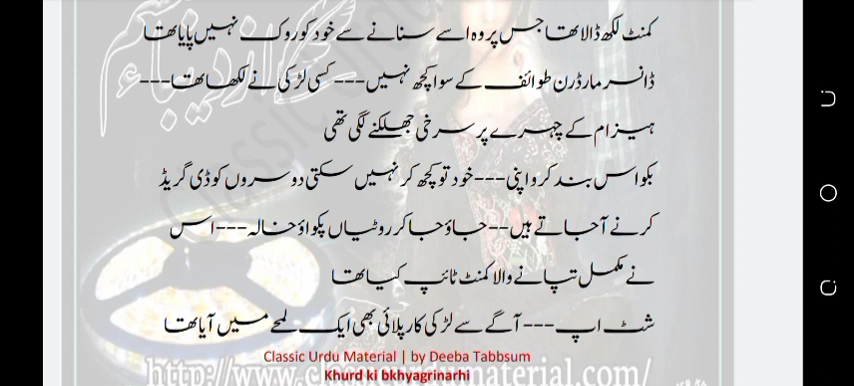 کمنٹ لکھ ڈالا تھا جس پر وہ اسے سنانے سے خود کو روک نہیں پایا تھا
ڈانسر ماڈرن طوائف کے سوا کچھ نہیں۔۔۔ کسی لڑکی نے لکھا تھا۔۔۔
ہیزام کے چہرے پر سرخی جھلکنے لگی تھی
بکواس بند کرو اپنی۔۔۔ خود تو کچھ کر نہیں سکتی دوسروں کو ڈی گریڈ
کرنے آجاتے ہیں۔۔ جاؤ جا کر روٹیاں پکواؤ خالہ۔۔۔ اس
نے مکمل تپانے والا کمنٹ ٹائپ کیا تھا
شٹ اپ۔۔۔ آگے سے لڑکی کا رپلائی بھی ایک لمحے میں آیا تھا
Classic Urdu Material | by Deeba Tabbsum
Khurd ki bkhyagrinarhi